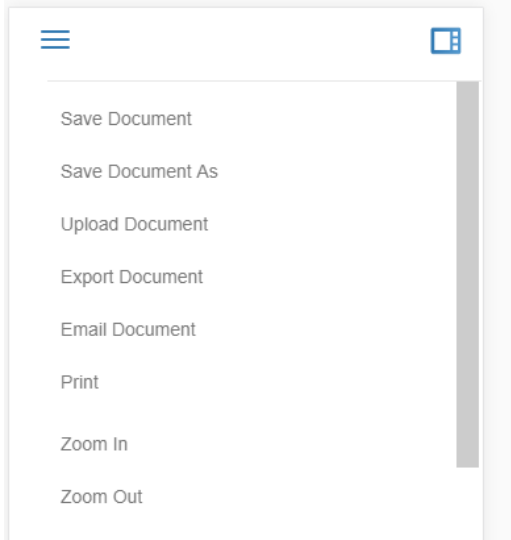 Save Document
Save Document As
Upload Document
Export Document
Email Document
Print
Zoom In
Zoom Out